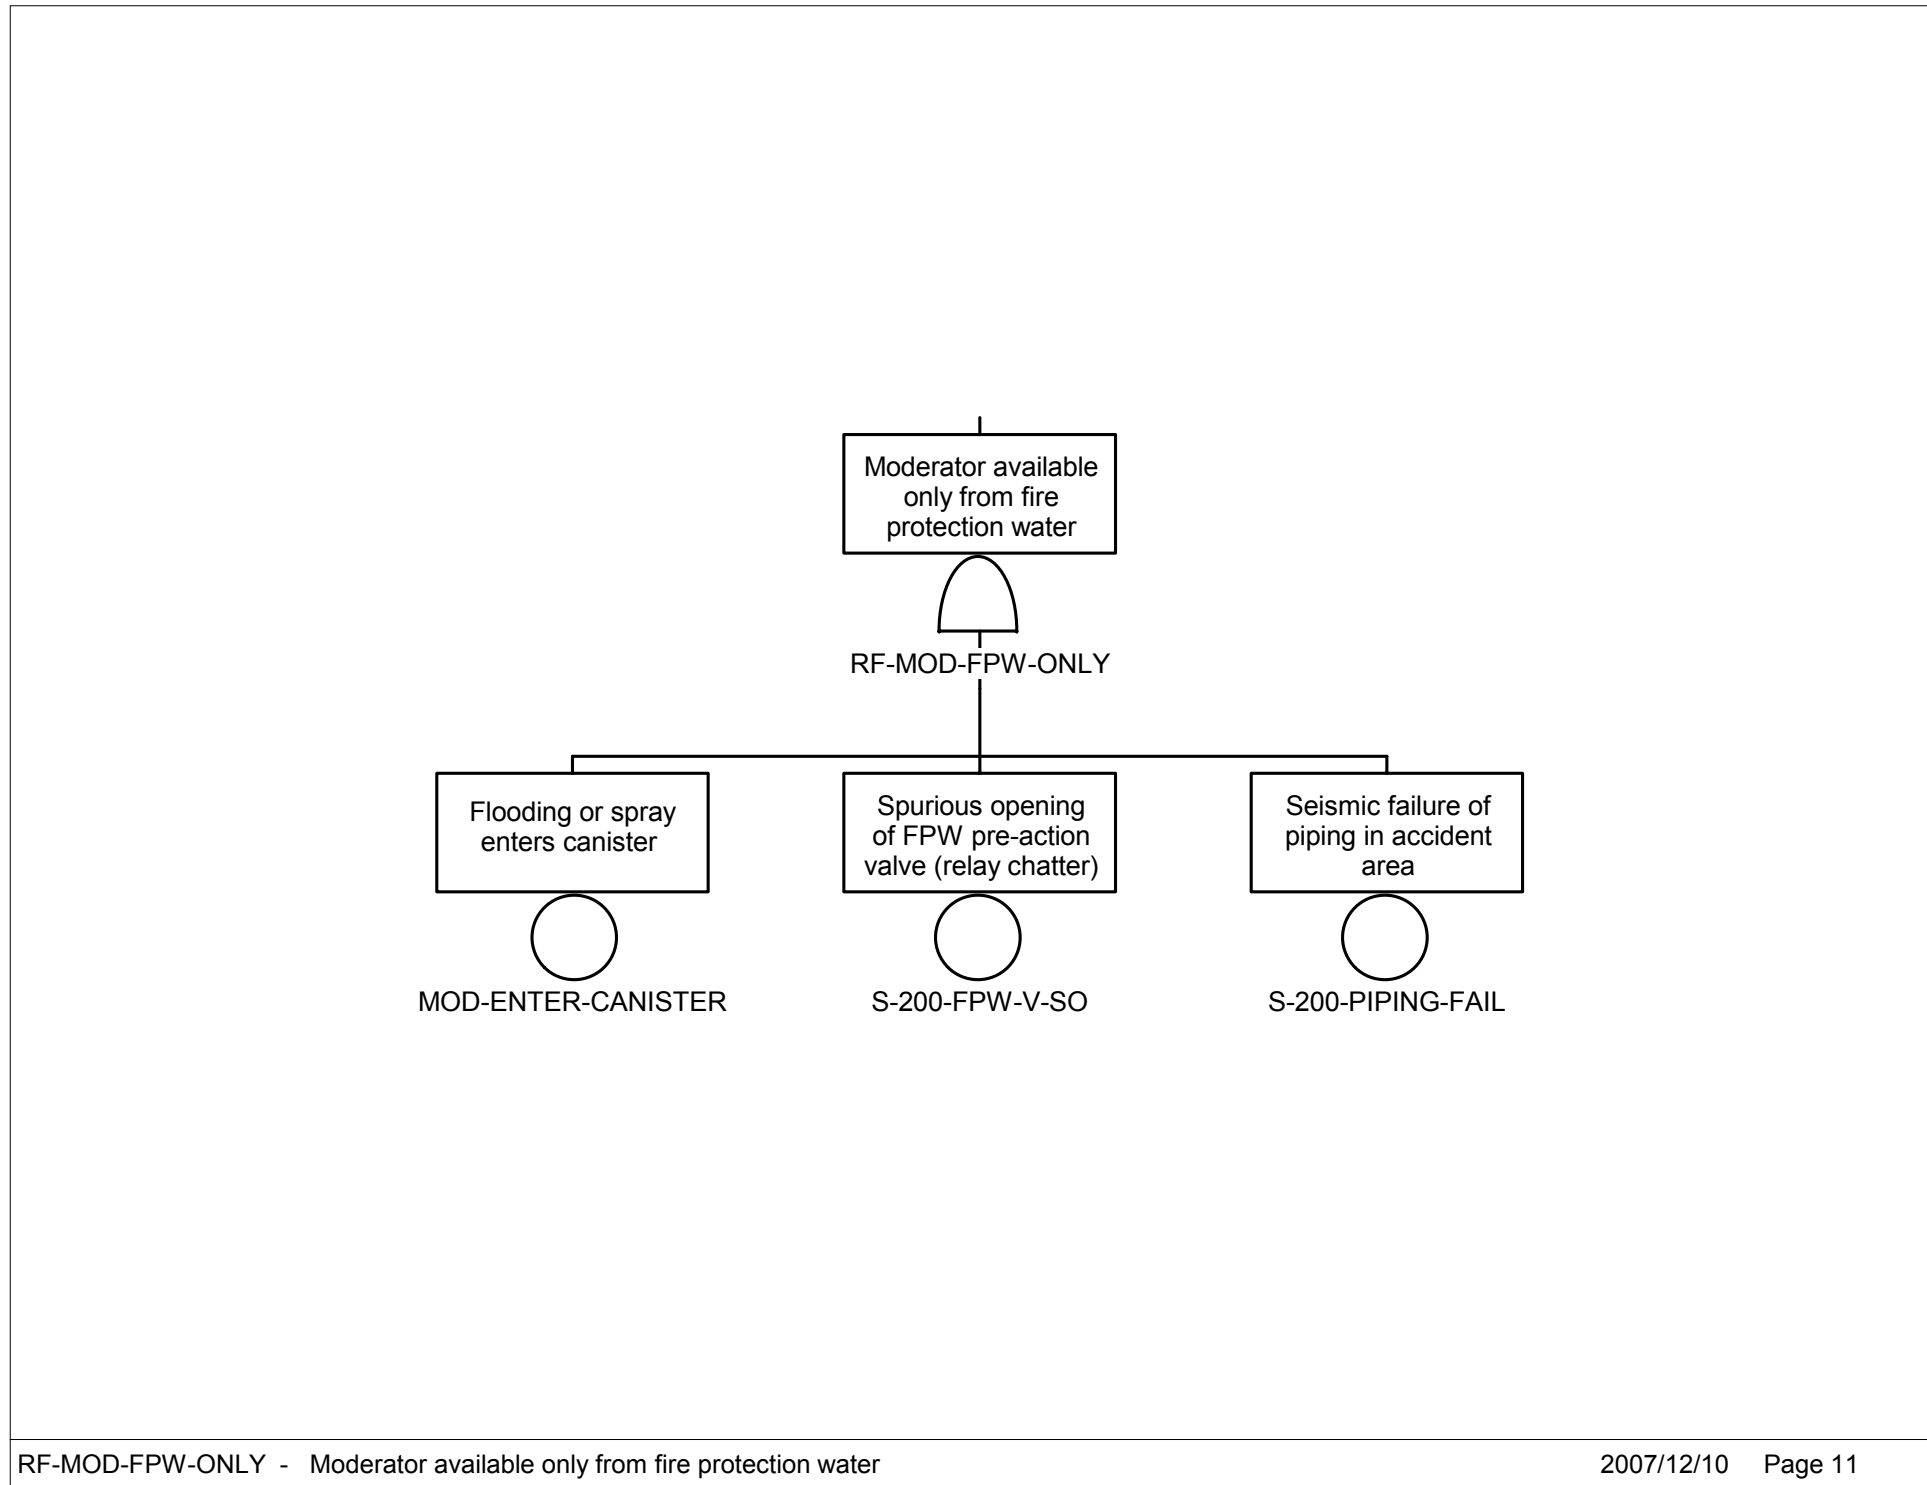 Moderator available
only from fire
protection water
RF-MOD-FPW-ONLY
Flooding or spray
enters canister
MOD-ENTER-CANISTER
Spurious opening
of FPW pre-action
valve (relay chatter)
S-200-FPW-V-SO
Seismic failure of
piping in accident
area
S-200-PIPING-FAIL
RF-MOD-FPW-ONLY - Moderator available only from fire protection water
2007/12/10 Page 11